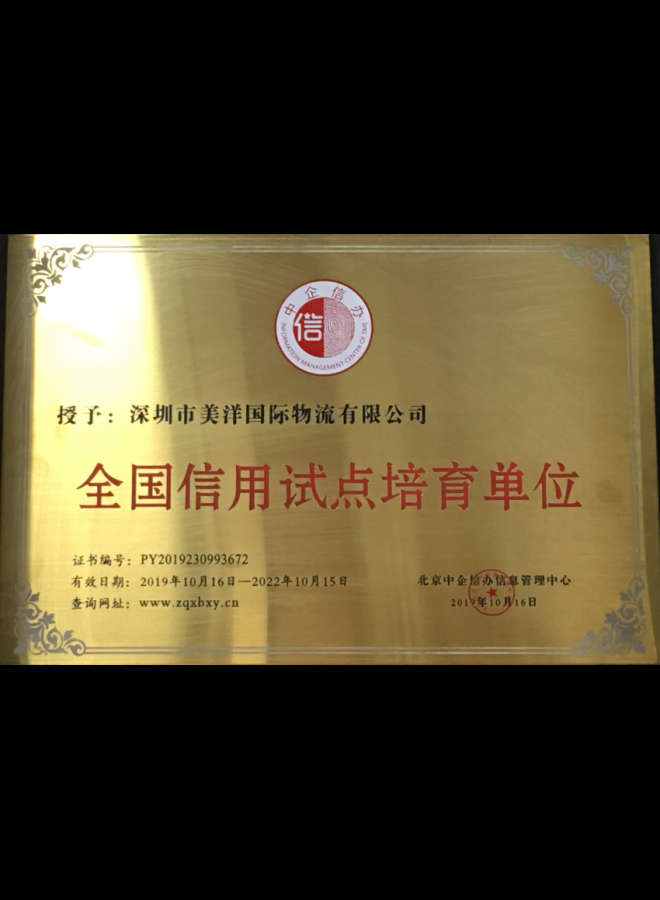 中企信办
信
INFORMATION MANAGEMENT CENTER OF SME
授予：深圳市美洋国际物流有限公司
全国信用试点培育单位
证书编号：PY2019230993672
有效日期：2019年10月16日—2022年10月15日
查询网址：www.zqxbxy.cn
北京中企信办信息管理中心
2019年10月16日